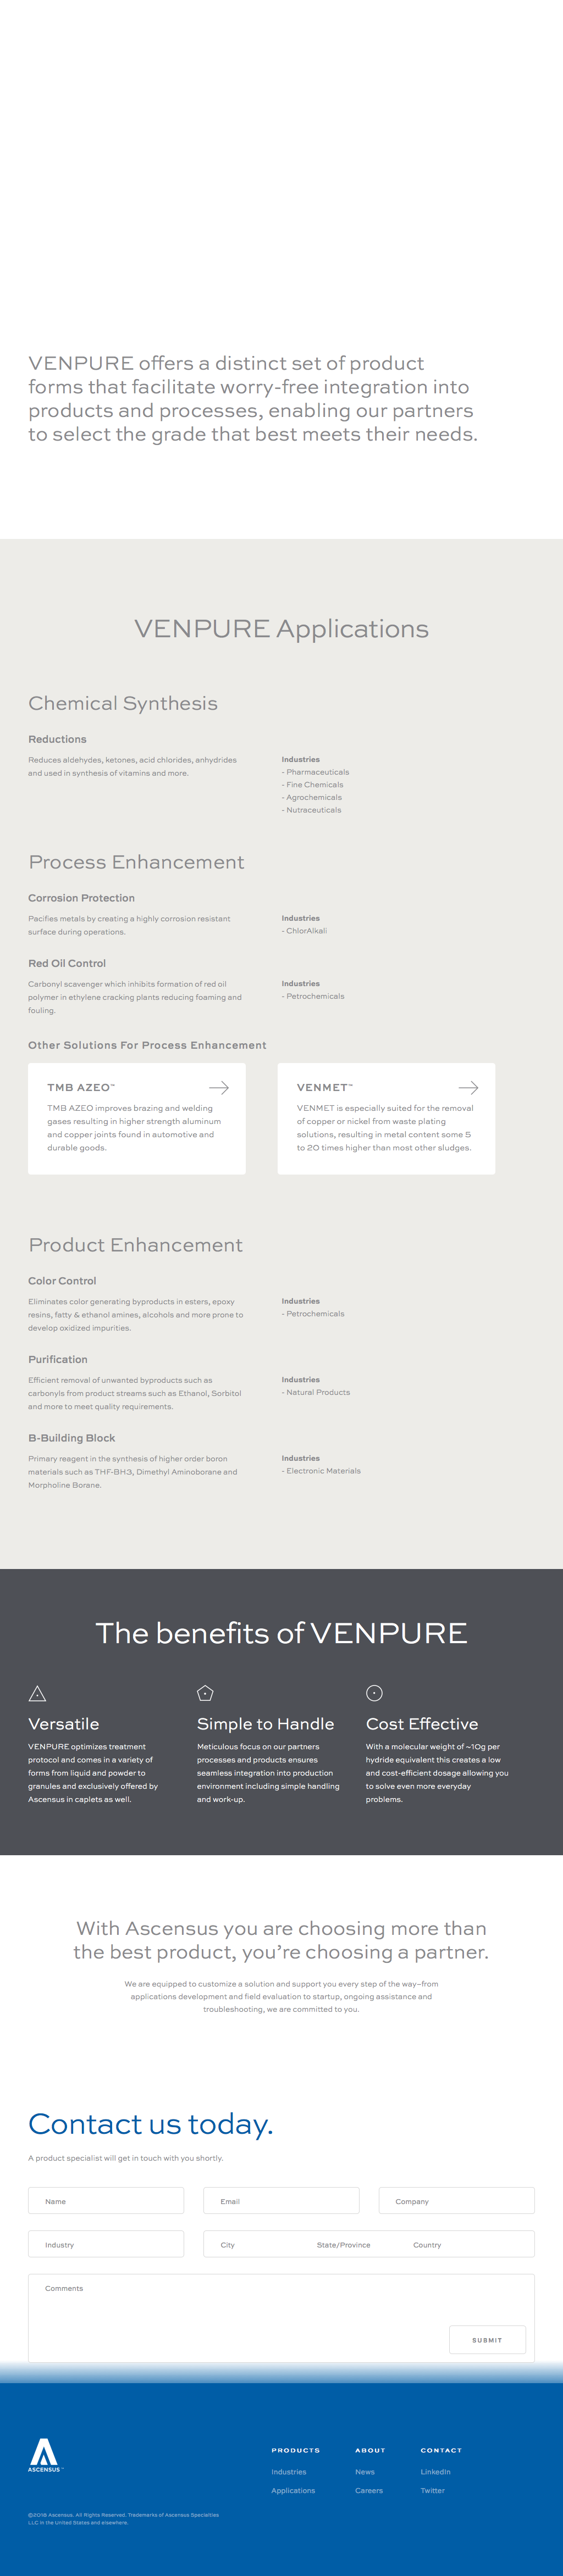 VENPURE offers a distinct set of product
forms that facilitate worry-free integration into
products and processes, enabling our partners
to select the grade that best meets their needs.
VENPURE Applications
Chemical Synthesis
Reductions
Reduces aldehydes, ketones, acid chlorides, anhydrides
and used in synthesis of vitamins and more.
Industries
- Pharmaceuticals
- Fine Chemicals
- Agrochemicals
- Nutraceuticals
Process Enhancement
Corrosion Protection
Pacifies metals by creating a highly corrosion resistant
surface during operations.
Industries
- ChlorAlkali
Red Oil Control
Carbonyl scavenger which inhibits formation of red oil
polymer in ethylene cracking plants reducing foaming and
fouling.
Industries
- Petrochemicals
Other Solutions For Process Enhancement
TMB AZEO™
TMB AZEO improves brazing and welding
gases resulting in higher strength aluminum
and copper joints found in automotive and
durable goods.
VENMET™
VENMET is especially suited for the removal
of copper or nickel from waste plating
solutions, resulting in metal content some 5
to 20 times higher than most other sludges.
Product Enhancement
Color Control
Eliminates color generating byproducts in esters, epoxy
resins, fatty & ethanol amines, alcohols and more prone to
develop oxidized impurities.
Industries
- Petrochemicals
Purification
Efficient removal of unwanted byproducts such as
carbonyls from product streams such as Ethanol, Sorbitol
and more to meet quality requirements.
Industries
- Natural Products
B-Building Block
Primary reagent in the synthesis of higher order boron
materials such as THF-BH3, Dimethyl Aminoborane and
Morpholine Borane.
Industries
- Electronic Materials
The benefits of VENPURE
Versatile
VENPURE optimizes treatment
protocol and comes in a variety of
forms from liquid and powder to
granules and exclusively offered by
Ascensus in caplets as well.
Simple to Handle
Meticulous focus on our partners
processes and products ensures
seamless integration into production
environment including simple handling
and work-up.
Cost Effective
With a molecular weight of ~10g per
hydride equivalent this creates a low
and cost-efficient dosage allowing you
to solve even more everyday
problems.
With Ascensus you are choosing more than
the best product, you're choosing a partner.
We are equipped to customize a solution and support you every step of the way–from
applications development and field evaluation to startup, ongoing assistance and
troubleshooting, we are committed to you.
Contact us today.
A product specialist will get in touch with you shortly.
Name
Email
Company
Industry
City
State/Province
Country
Comments
SUBMIT
ASCENSUS™
PRODUCTS
Industries
Applications
ABOUT
News
Careers
CONTACT
LinkedIn
Twitter
©2018 Ascensus. All Rights Reserved. Trademarks of Ascensus Specialties
LLC in the United States and elsewhere.